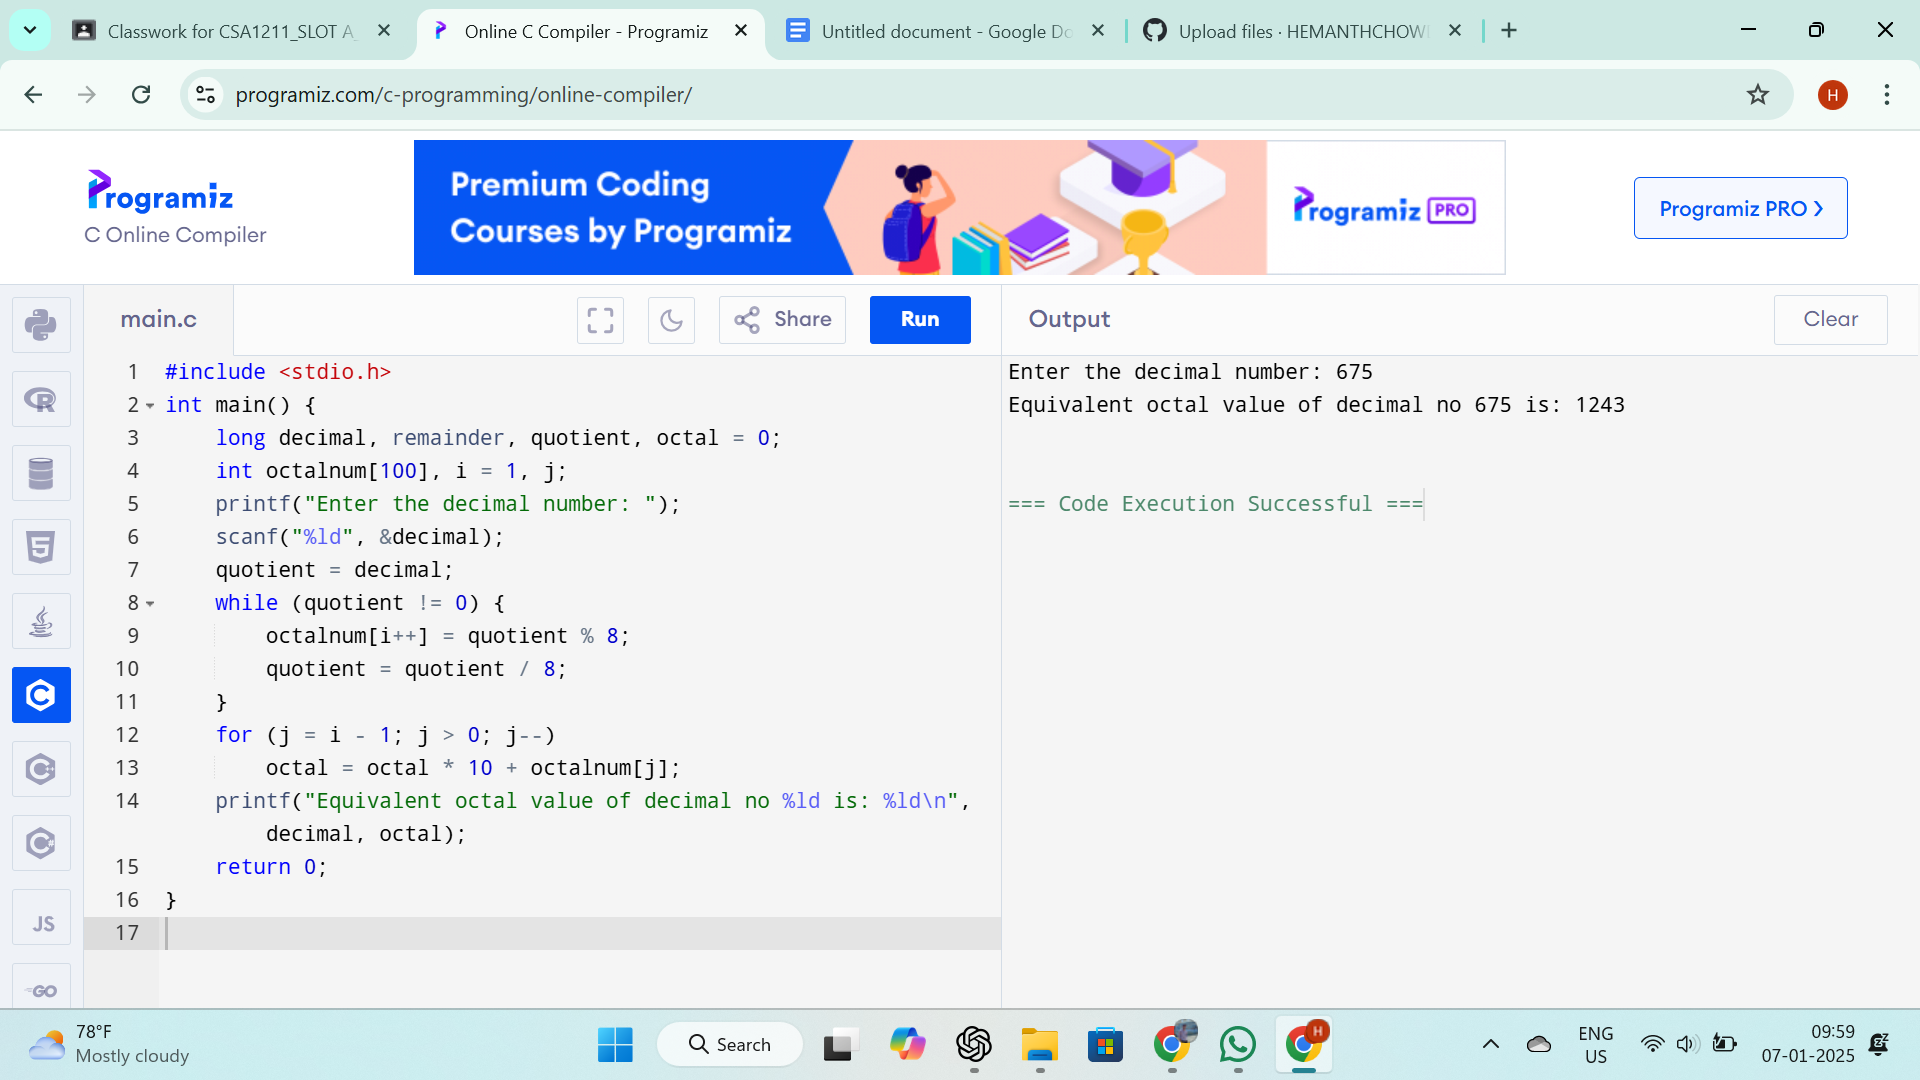 Classwork for CSA1211_SLOT A_
Online C Compiler - Programiz
Untitled document - Google Do
Upload files · HEMANTHCHOW
programiz.com/c-programming/online-compiler/
H
Programiz
C Online Compiler
Premium Coding
Courses by Programiz
Programiz PRO
Programiz PRO
main.c
Share
Run
Output
Clear
1 #include <stdio.h>
2 int main() {
3 long decimal, remainder, quotient, octal = 0;
4 int octalnum[100], i = 1, j;
5 printf("Enter the decimal number: ");
6 scanf("%ld", &decimal);
7 quotient = decimal;
8 while (quotient != 0) {
9 octalnum[i++] = quotient % 8;
10 quotient = quotient / 8;
11 }
12 for (j = i - 1; j > 0; j--)
13 octal = octal * 10 + octalnum[j];
14 printf("Equivalent octal value of decimal no %ld is: %ld\n",
decimal, octal);
15 return 0;
16 }
17
Enter the decimal number: 675
Equivalent octal value of decimal no 675 is: 1243
=== Code Execution Successful ===
R
5
C
C
JS
GO
78°F
Mostly cloudy
Search
H
ENG
US
09:59
07-01-2025